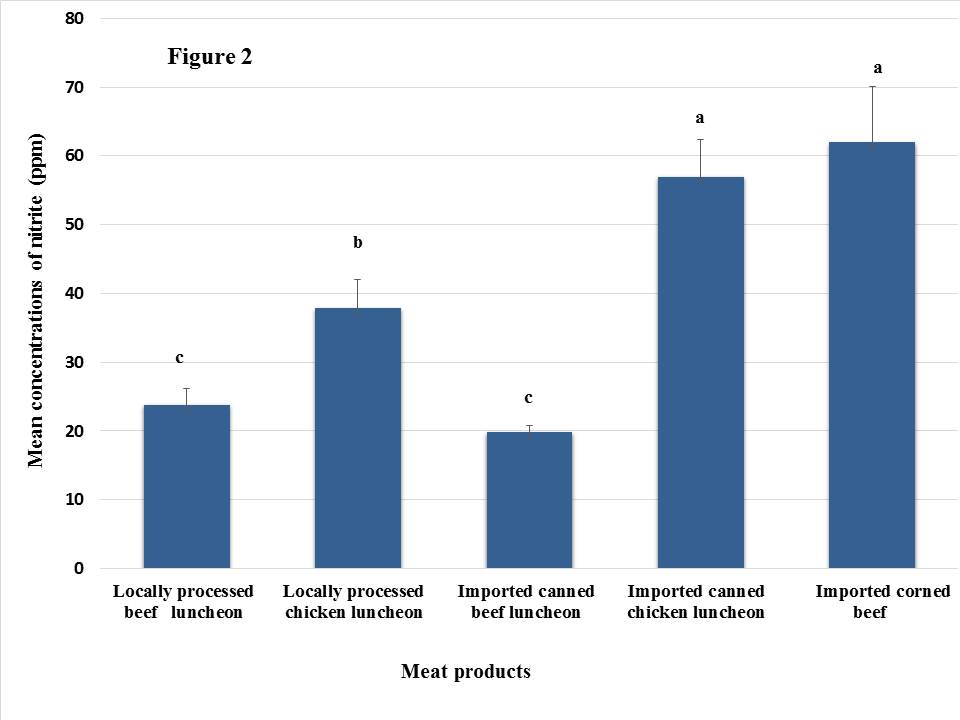 80
Figure 2
70
a
a
60
50
b
40
c
30
c
20
10
0
Mean concentrations of nitrite (ppm)
Locally processed
beef luncheon
Locally processed
chicken luncheon
Imported canned
beef luncheon
Imported canned
chicken luncheon
Imported corned
beef
Meat products